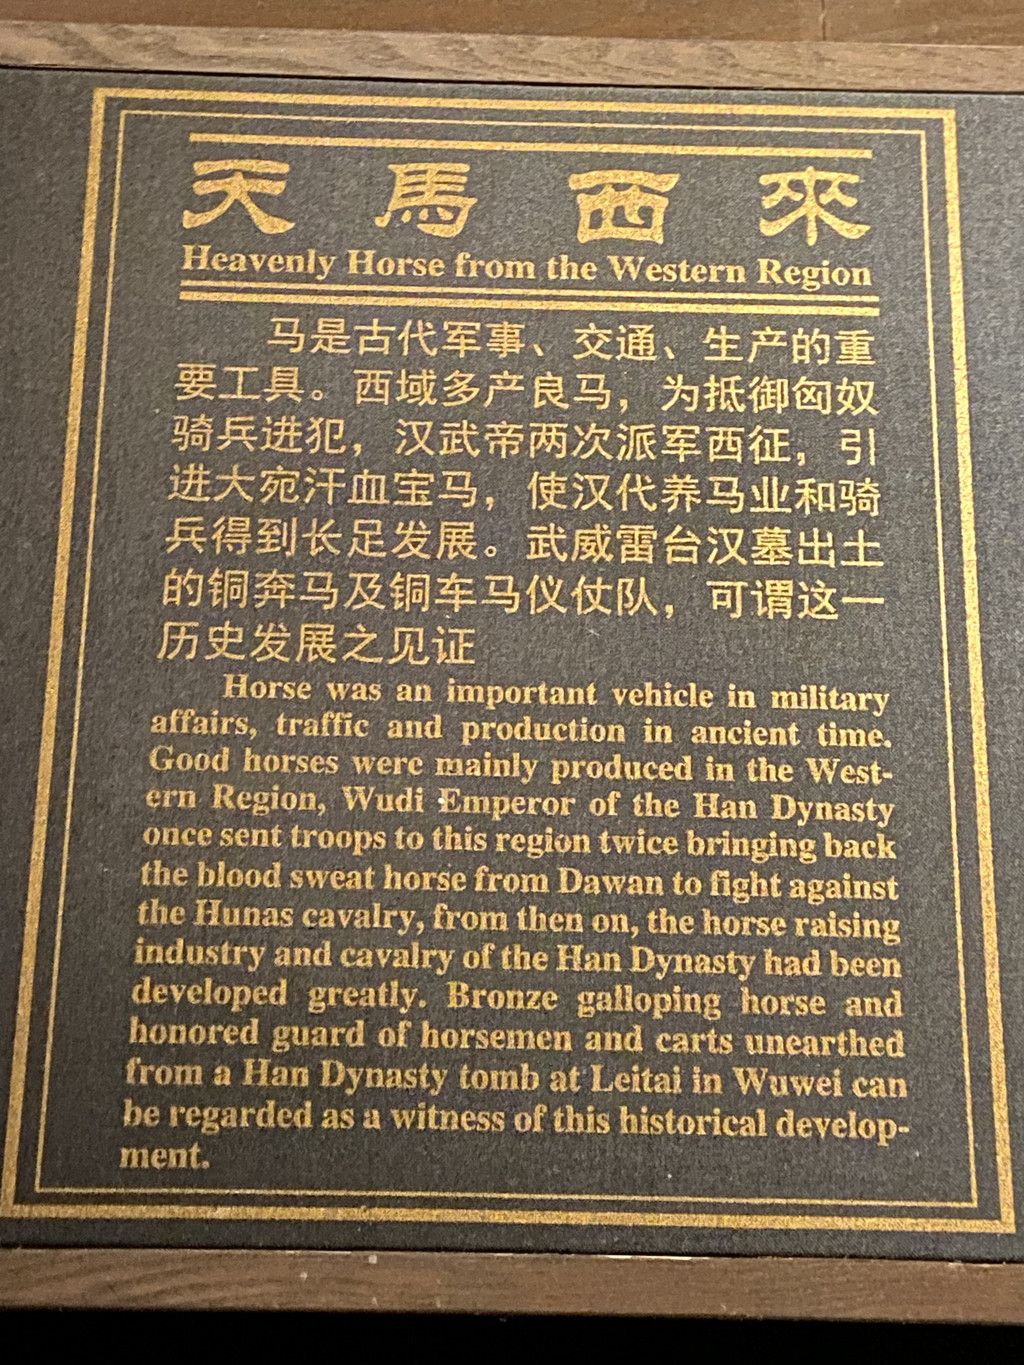 天馬西來
Heavenly Horse from the Western Region
马是古代军事、交通、生产的重
要工具。西域多产良马，为抵御匈奴
骑兵进犯，汉武帝两次派军西征，引
进大宛汗血宝马，使汉代养马业和骑
兵得到长足发展。武威雷台汉墓出土
的铜奔马及铜车马仪仗队，可谓这一
历史发展之见证
Horse was an important vehicle in military
affairs, traffic and production in ancient time.
Good horses were mainly produced in the West-
ern Region, Wudi Emperor of the Han Dynasty
once sent troops to this region twice bringing back
the blood sweat horse from Dawan to fight against
the Hunas cavalry, from then on, the horse raising
industry and cavalry of the Han Dynasty had been
developed greatly. Bronze galloping horse and
honored guard of horsemen and carts unearthed
from a Han Dynasty tomb at Leitai in Wuwei can
be regarded as a witness of this historical develop-
ment.